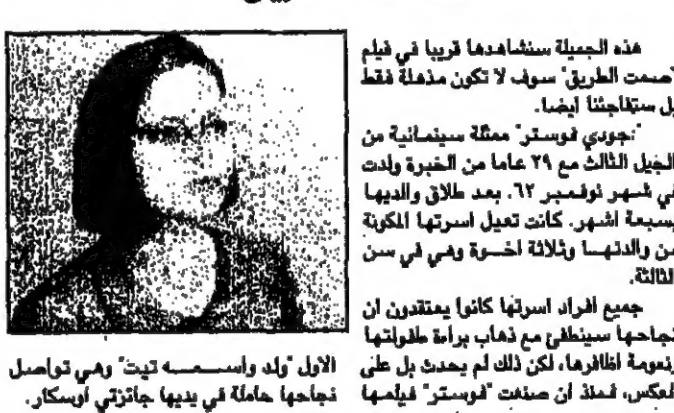 هذه الجميلة سنشاهدها قريبا في فيلم
"صمت الطريق" سوف لا تكون مذهلة فقط
بل ستفاجئنا ايضا.
"جودي فوستر" ممثلة سينمائية من
الجيل الثالث مع ٢٩ عاما من الخبرة ولدت
في شهر نوفمبر ٦٢. بعد طلاق والديها
بسبعة اشهر. كانت تعيل اسرتها المكونة
من والدتها وثلاثة اخوة وهي في سن
الثالثة.
جميع افراد اسرتها كانوا يعتقدون ان
نجاحها سينطفئ مع ذهاب براءة طفولتها
ونعومة اظافرها، لكن ذلك لم يحدث بل على
العكس، فمنذ ان صنعت "فوستر" فيلمها
الاول "ولد واسمه تيت" وهي تواصل
نجاحها حاملة في يديها جائزتي اوسكار.